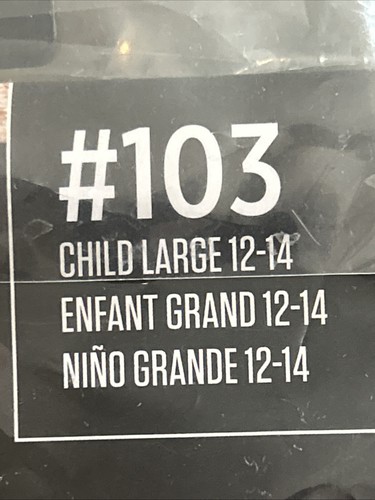 #103
CHILD LARGE 12-14
ENFANT GRAND 12-14
NIÑO GRANDE 12-14